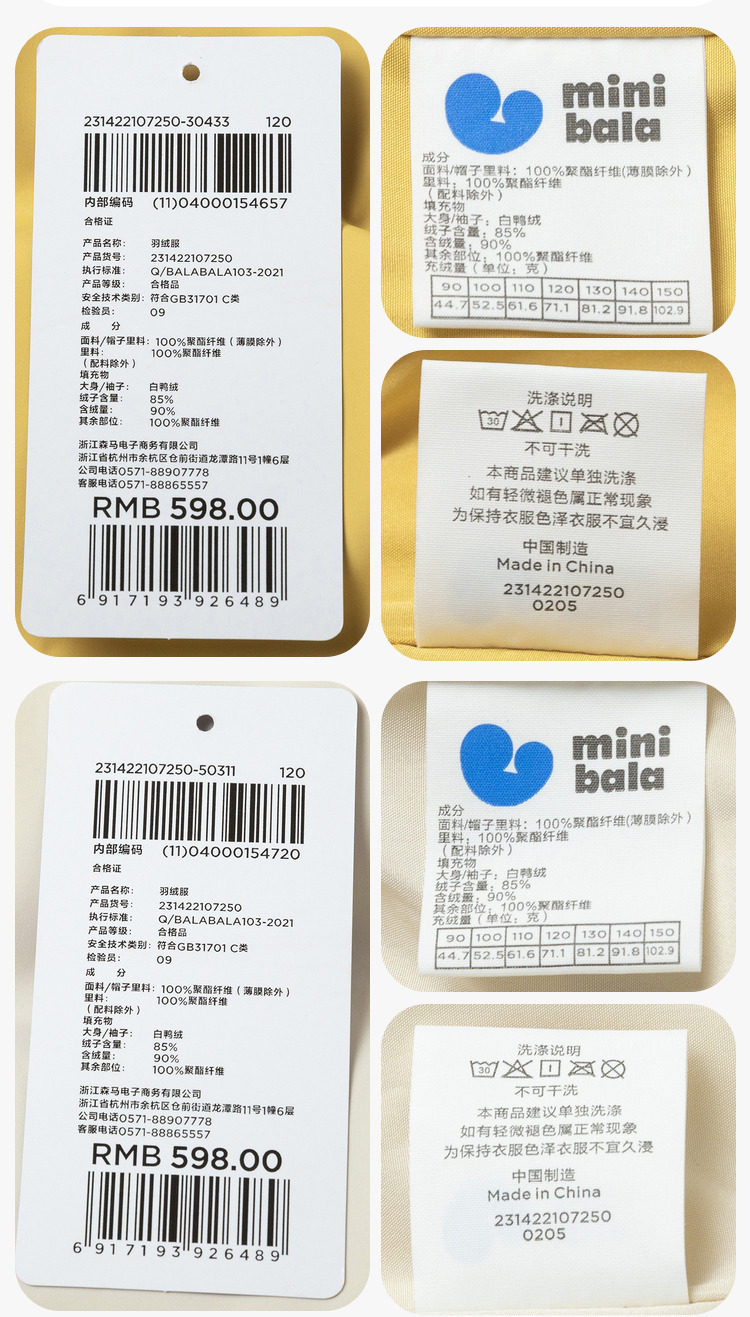 231422107250-30433 120
内部编码 (11)04000154657
合格证
产品名称: 羽绒服
产品货号: 231422107250
执行标准: Q/BALABALA103-2021
产品等级: 合格品
安全技术类别: 符合GB31701 C类
检验员: 09
成 分
面料/帽子里料: 100%聚酯纤维(薄膜除外)
里料: 100%聚酯纤维
(配料除外)
填充物
大身/袖子: 白鸭绒
绒子含量: 85%
含绒量: 90%
其余部位: 100%聚酯纤维
浙江森马电子商务有限公司
浙江省杭州市余杭区仓前街道龙潭路11号1幢6层
公司电话0571-88907778
客服电话0571-88865557
RMB 598.00
6 917193 926489
mini
bala
成分
面料/帽子里料: 100%聚酯纤维(薄膜除外)
里料: 100%聚酯纤维
(配料除外)
填充物
大身/袖子: 白鸭绒
绒子含量: 85%
含绒量: 90%
其余部位: 100%聚酯纤维
充绒量(单位: 克)
90 100 110 120 130 140 150
44.7 52.5 61.6 71.1 81.2 91.8 102.9
洗涤说明
30
不可干洗
本商品建议单独洗涤
如有轻微褪色属正常现象
为保持衣服色泽衣服不宜久浸
中国制造
Made in China
231422107250
0205
231422107250-50311 120
内部编码 (11)04000154720
合格证
产品名称: 羽绒服
产品货号: 231422107250
执行标准: Q/BALABALA103-2021
产品等级: 合格品
安全技术类别: 符合GB31701 C类
检验员: 09
成 分
面料/帽子里料: 100%聚酯纤维(薄膜除外)
里料: 100%聚酯纤维
(配料除外)
填充物
大身/袖子: 白鸭绒
绒子含量: 85%
含绒量: 90%
其余部位: 100%聚酯纤维
浙江森马电子商务有限公司
浙江省杭州市余杭区仓前街道龙潭路11号1幢6层
公司电话0571-88907778
客服电话0571-88865557
RMB 598.00
6 917193 926489
mini
bala
成分
面料/帽子里料: 100%聚酯纤维(薄膜除外)
里料: 100%聚酯纤维
(配料除外)
填充物
大身/袖子: 白鸭绒
绒子含量: 85%
含绒量: 90%
其余部位: 100%聚酯纤维
充绒量(单位: 克)
90 100 110 120 130 140 150
44.7 52.5 61.6 71.1 81.2 91.8 102.9
洗涤说明
30
不可干洗
本商品建议单独洗涤
如有轻微褪色属正常现象
为保持衣服色泽衣服不宜久浸
中国制造
Made in China
231422107250
0205